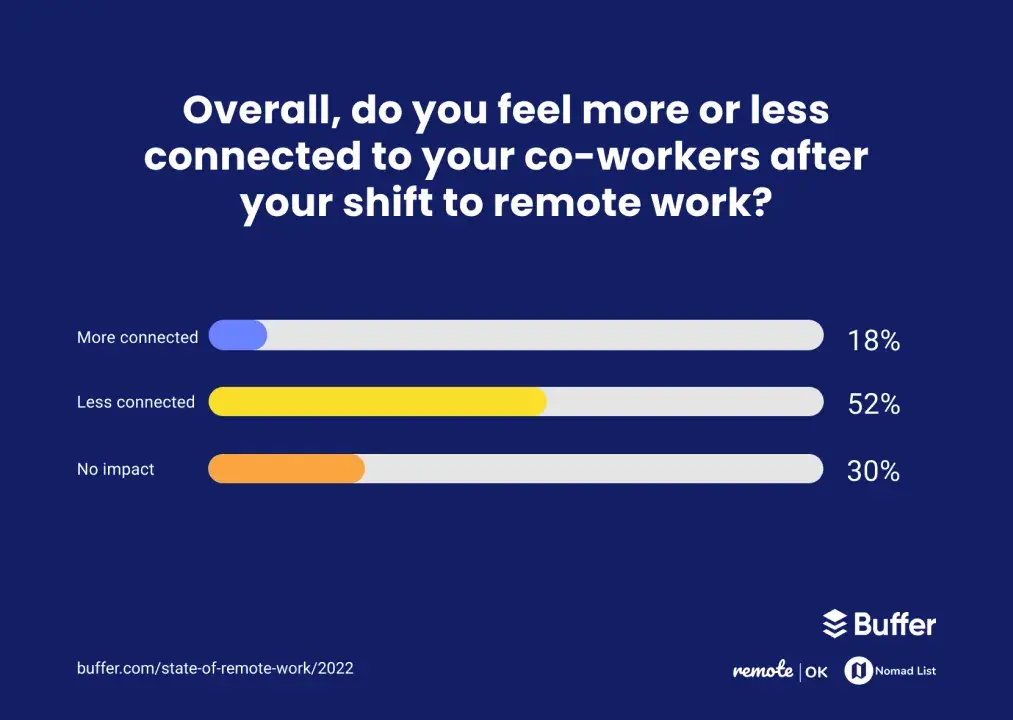 Overall, do you feel more or less
connected to your co-workers after
your shift to remote work?
More connected 18%
Less connected 52%
No impact 30%
Buffer
buffer.com/state-of-remote-work/2022
remote | OK Nomad List